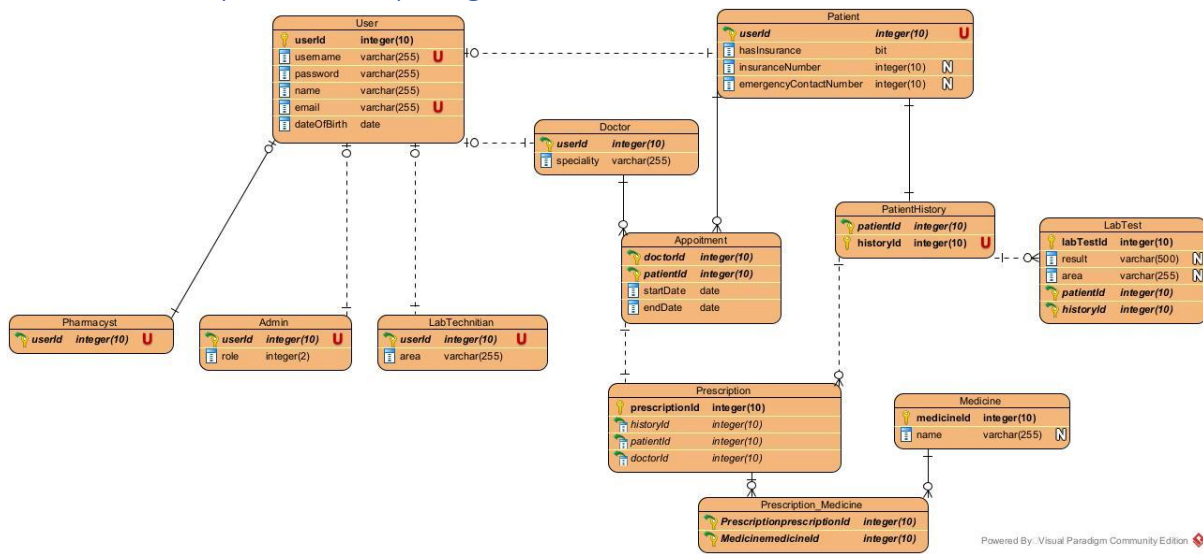 User
userId integer(10)
username varchar(255) U
password varchar(255)
name varchar(255)
email varchar(255) U
dateOfBirth date
Patient
userId integer(10) U
hasInsurance bit
insuranceNumber integer(10) N
emergencyContactNumber integer(10) N
Doctor
userId integer(10)
speciality varchar(255)
PatientHistory
patientId integer(10)
historyId integer(10) U
LabTest
labTestId integer(10)
result varchar(500) N
area varchar(255) N
patientId integer(10)
historyId integer(10)
Appoitment
doctorId integer(10)
patientId integer(10)
startDate date
endDate date
Pharmacyst
userId integer(10) U
Admin
userId integer(10) U
role integer(2)
LabTechnitian
userId integer(10) U
area varchar(255)
Prescription
prescriptionId integer(10)
historyId integer(10)
patientId integer(10)
doctorId integer(10)
Medicine
medicineId integer(10)
name varchar(255) N
Prescription_Medicine
PrescriptionprescriptionId integer(10)
MedicinemedicineId integer(10)
Powered By Visual Paradigm Community Edition